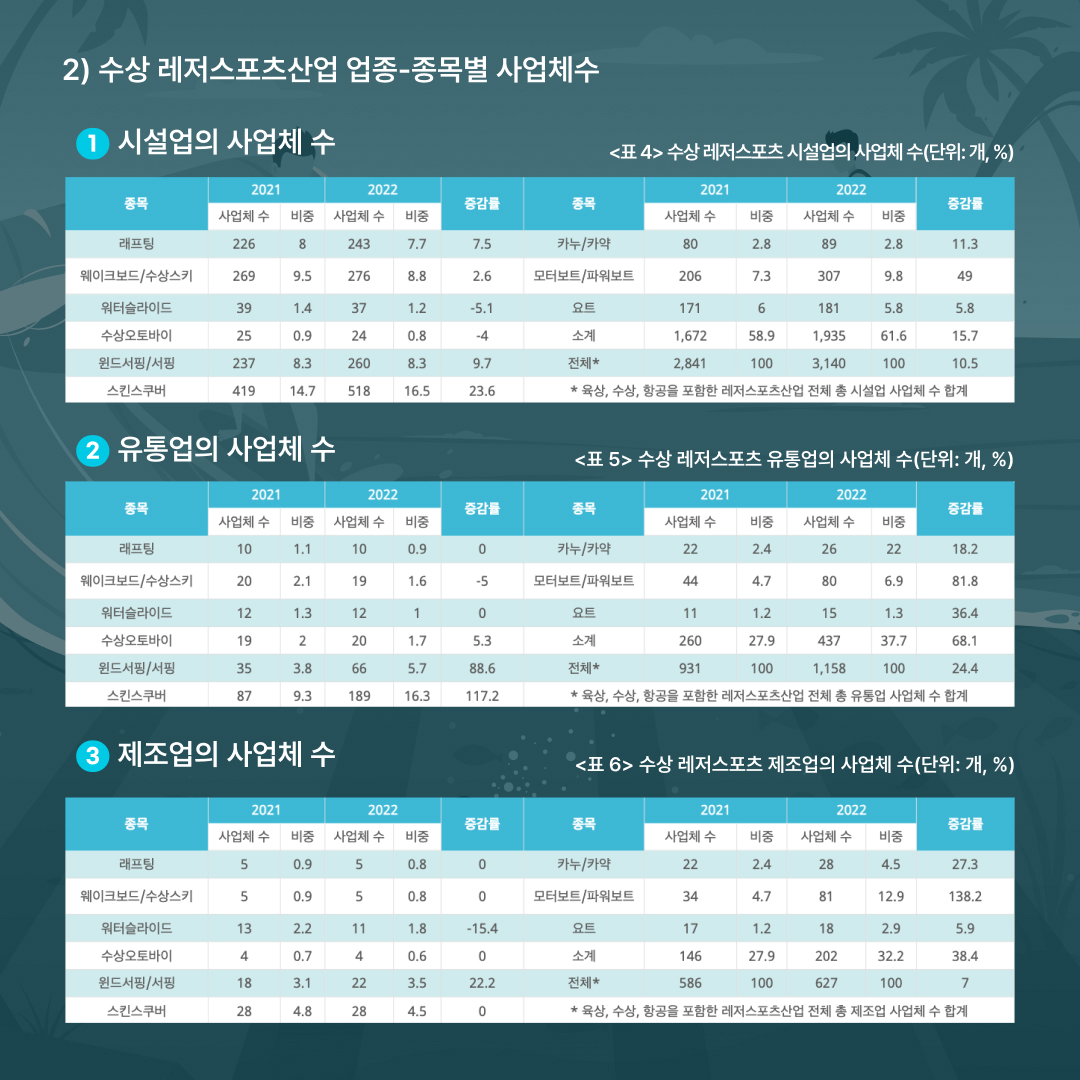 2) 수상 레저스포츠산업 업종-종목별 사업체수
1 시설업의 사업체 수
<표 4> 수상 레저스포츠 시설업의 사업체 수(단위: 개, %)
종목 2021 2022 증감률 종목 2021 2022 증감률
사업체 수 비중 사업체 수 비중 사업체 수 비중 사업체 수 비중
래프팅 226 8 243 7.7 7.5 카누/카약 80 2.8 89 2.8 11.3
웨이크보드/수상스키 269 9.5 276 8.8 2.6 모터보트/파워보트 206 7.3 307 9.8 49
워터슬라이드 39 1.4 37 1.2 -5.1 요트 171 6 181 5.8 5.8
수상오토바이 25 0.9 24 0.8 -4 소계 1,672 58.9 1,935 61.6 15.7
윈드서핑/서핑 237 8.3 260 8.3 9.7 전체* 2,841 100 3,140 100 10.5
스킨스쿠버 419 14.7 518 16.5 23.6 * 육상, 수상, 항공을 포함한 레저스포츠산업 전체 총 시설업 사업체 수 합계
2 유통업의 사업체 수
<표 5> 수상 레저스포츠 유통업의 사업체 수(단위: 개, %)
종목 2021 2022 증감률 종목 2021 2022 증감률
사업체 수 비중 사업체 수 비중 사업체 수 비중 사업체 수 비중
래프팅 10 1.1 10 0.9 0 카누/카약 22 2.4 26 22 18.2
웨이크보드/수상스키 20 2.1 19 1.6 -5 모터보트/파워보트 44 4.7 80 6.9 81.8
워터슬라이드 12 1.3 12 1 0 요트 11 1.2 15 1.3 36.4
수상오토바이 19 2 20 1.7 5.3 소계 260 27.9 437 37.7 68.1
윈드서핑/서핑 35 3.8 66 5.7 88.6 전체* 931 100 1,158 100 24.4
스킨스쿠버 87 9.3 189 16.3 117.2 * 육상, 수상, 항공을 포함한 레저스포츠산업 전체 총 유통업 사업체 수 합계
3 제조업의 사업체 수
<표 6> 수상 레저스포츠 제조업의 사업체 수(단위: 개, %)
종목 2021 2022 증감률 종목 2021 2022 증감률
사업체 수 비중 사업체 수 비중 사업체 수 비중 사업체 수 비중
래프팅 5 0.9 5 0.8 0 카누/카약 22 2.4 28 4.5 27.3
웨이크보드/수상스키 5 0.9 5 0.8 0 모터보트/파워보트 34 4.7 81 12.9 138.2
워터슬라이드 13 2.2 11 1.8 -15.4 요트 17 1.2 18 2.9 5.9
수상오토바이 4 0.7 4 0.6 0 소계 146 27.9 202 32.2 38.4
윈드서핑/서핑 18 3.1 22 3.5 22.2 전체* 586 100 627 100 7
스킨스쿠버 28 4.8 28 4.5 0 * 육상, 수상, 항공을 포함한 레저스포츠산업 전체 총 제조업 사업체 수 합계